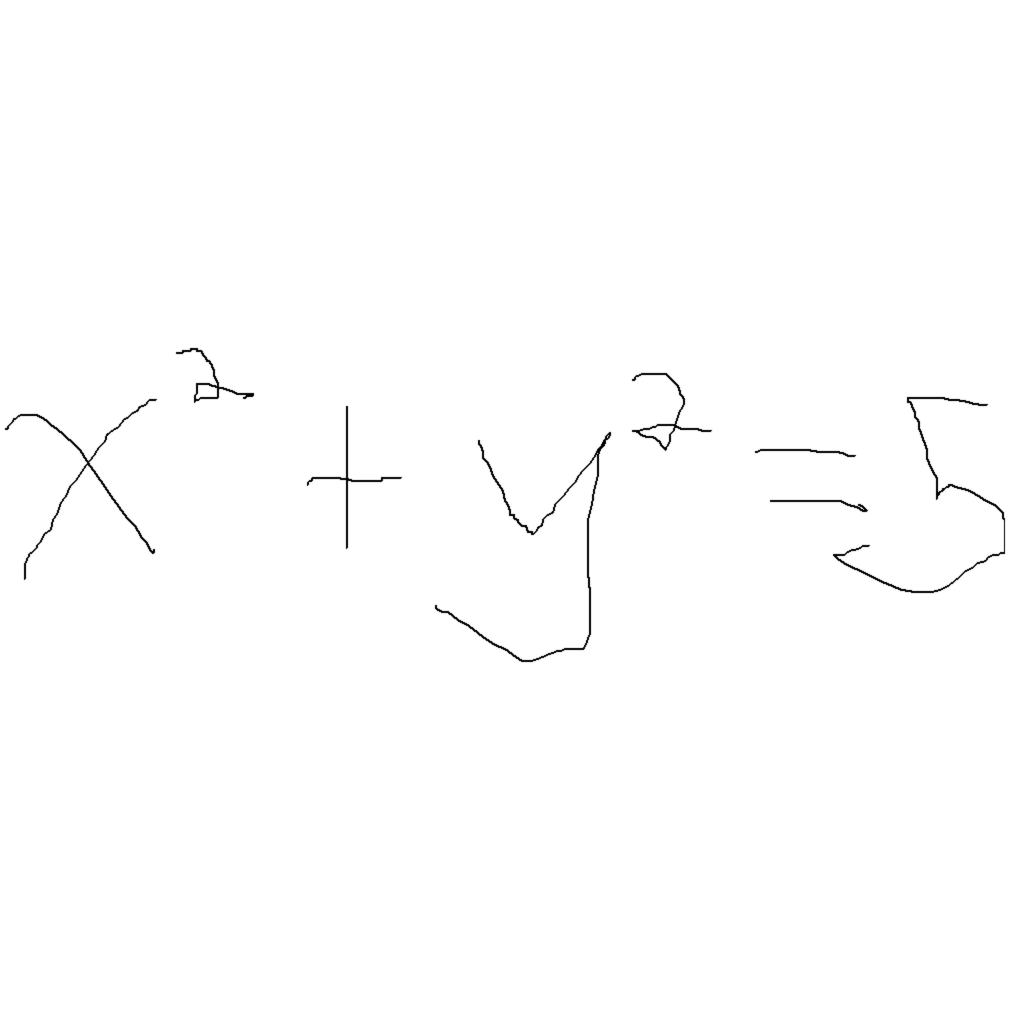 x² + y² = 5